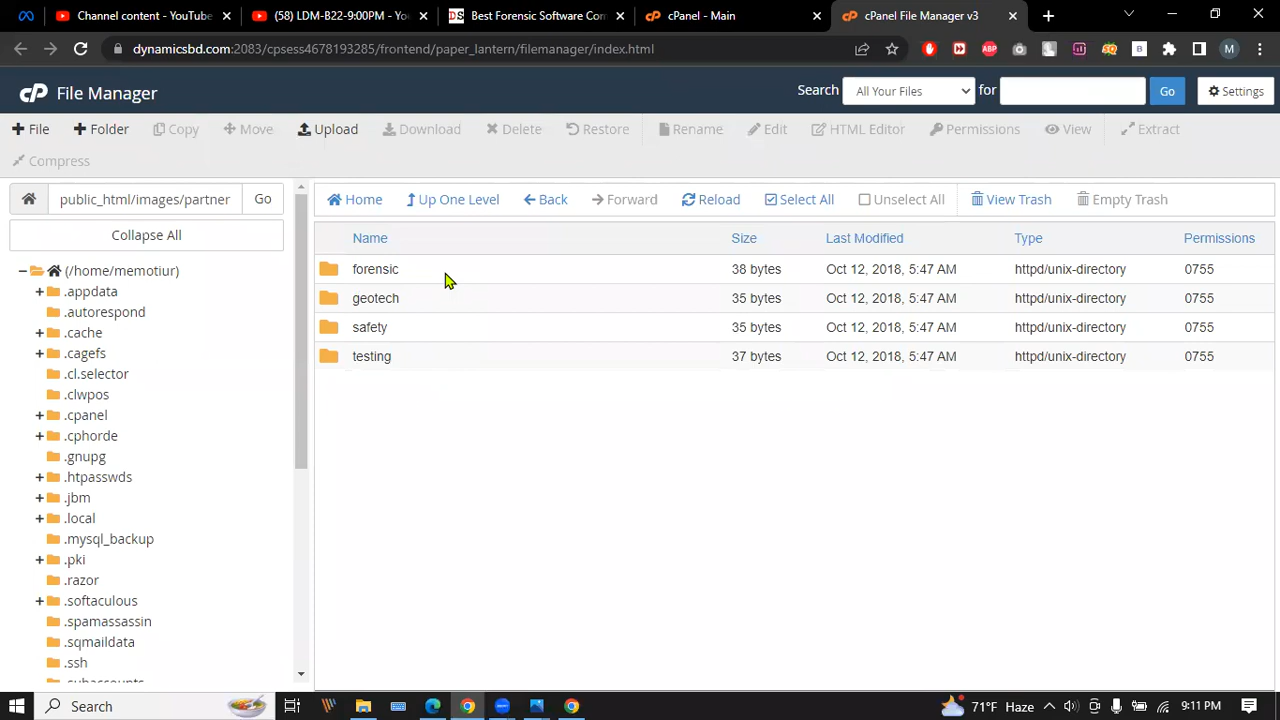 Channel content - YouTube
(58) LDM-B22-9:00PM - Yo
Best Forensic Software Con
cPanel - Main
cPanel File Manager v3
dynamicsbd.com:2083/cpsess4678193285/frontend/paper_lantern/filemanager/index.html
ABP
M
cP File Manager
Search All Your Files for Go Settings
File Folder Copy Move Upload Download Delete Restore Rename Edit HTML Editor Permissions View Extract
Compress
public_html/images/partner Go
Home Up One Level Back Forward Reload Select All Unselect All View Trash Empty Trash
Collapse All
Name Size Last Modified Type Permissions
forensic 38 bytes Oct 12, 2018, 5:47 AM httpd/unix-directory 0755
geotech 35 bytes Oct 12, 2018, 5:47 AM httpd/unix-directory 0755
safety 35 bytes Oct 12, 2018, 5:47 AM httpd/unix-directory 0755
testing 37 bytes Oct 12, 2018, 5:47 AM httpd/unix-directory 0755
(/home/memotiur)
.appdata
.autorespond
.cache
.cagefs
.cl.selector
.clwpos
.cpanel
.cphorde
.gnupg
.htpasswds
.jbm
.local
.mysql_backup
.pki
.razor
.softaculous
.spamassassin
.sqmaildata
.ssh
Search
71°F Haze
9:11 PM